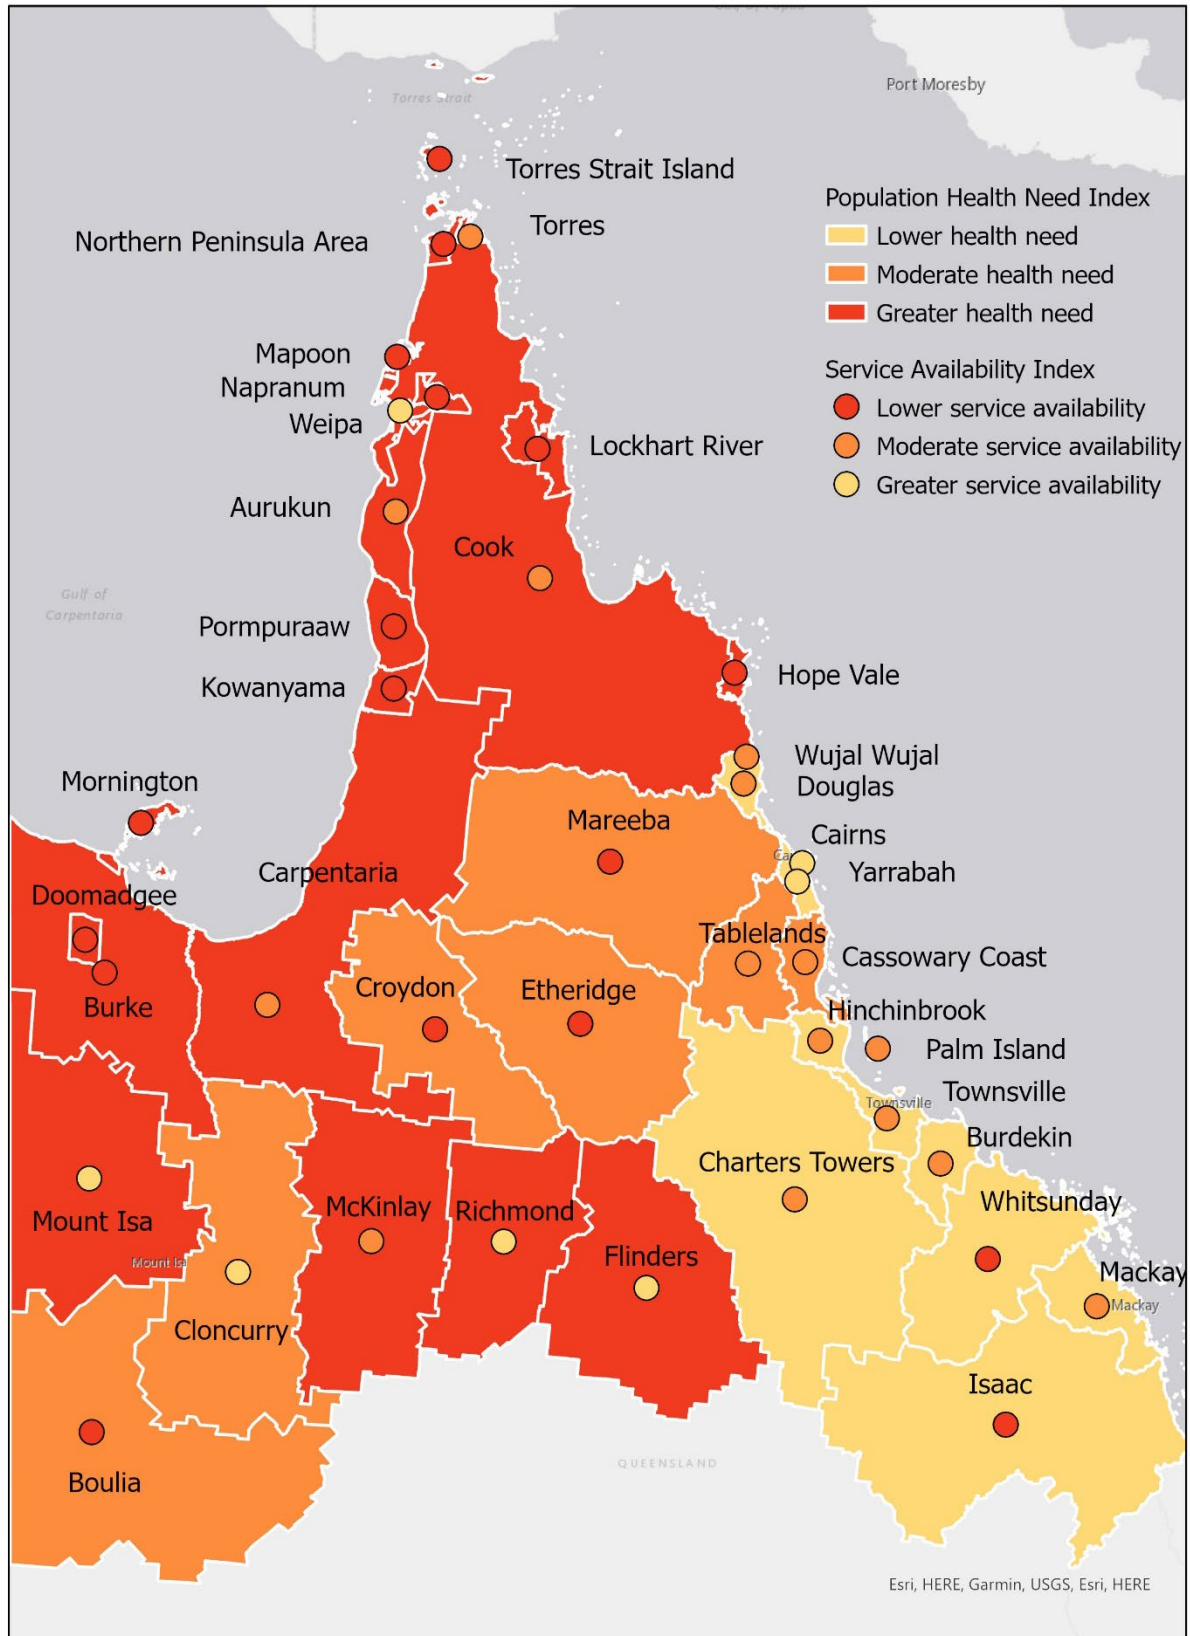 Port Moresby
Torres Strait
Torres Strait Island
Population Health Need Index
Lower health need
Moderate health need
Greater health need
Torres
Northern Peninsula Area
Service Availability Index
Lower service availability
Moderate service availability
Greater service availability
Mapoon
Napranum
Weipa
Lockhart River
Aurukun
Cook
Gulf of
Carpentaria
Pormpuraaw
Kowanyama
Hope Vale
Wujal Wujal
Douglas
Mornington
Mareeba
Cairns
Yarrabah
Carpentaria
Doomadgee
Tablelands
Cassowary Coast
Croydon
Etheridge
Burke
Hinchinbrook
Palm Island
Townsville
Townsville
Burdekin
Charters Towers
Whitsunday
Mount Isa
McKinlay
Richmond
Flinders
Mount Isa
Mackay
Mackay
Cloncurry
Isaac
QUEENSLAND
Boulia
Esri, HERE, Garmin, USGS, Esri, HERE